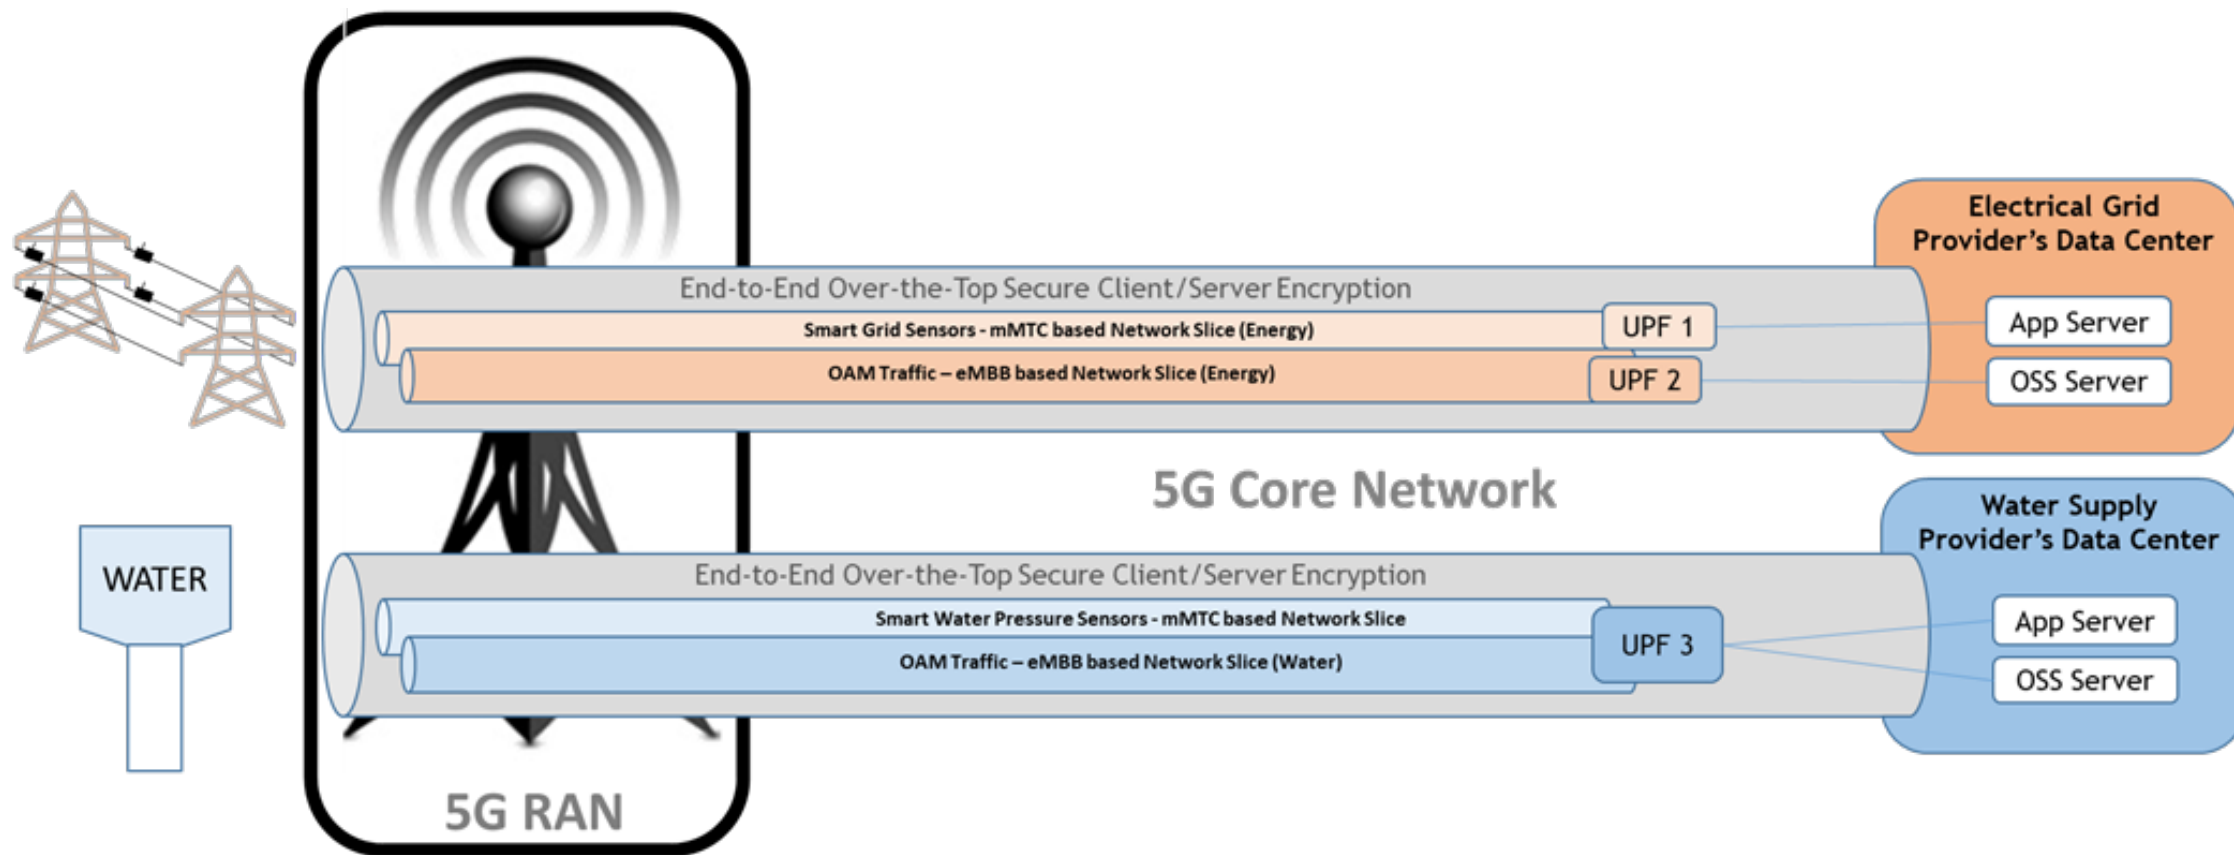 Electrical Grid
Provider's Data Center
End-to-End Over-the-Top Secure Client/Server Encryption
Smart Grid Sensors - mMTC based Network Slice (Energy)
UPF 1
App Server
OAM Traffic – eMBB based Network Slice (Energy)
UPF 2
OSS Server
5G Core Network
Water Supply
Provider's Data Center
WATER
End-to-End Over-the-Top Secure Client/Server Encryption
Smart Water Pressure Sensors - mMTC based Network Slice
UPF 3
App Server
OAM Traffic – eMBB based Network Slice (Water)
OSS Server
5G RAN